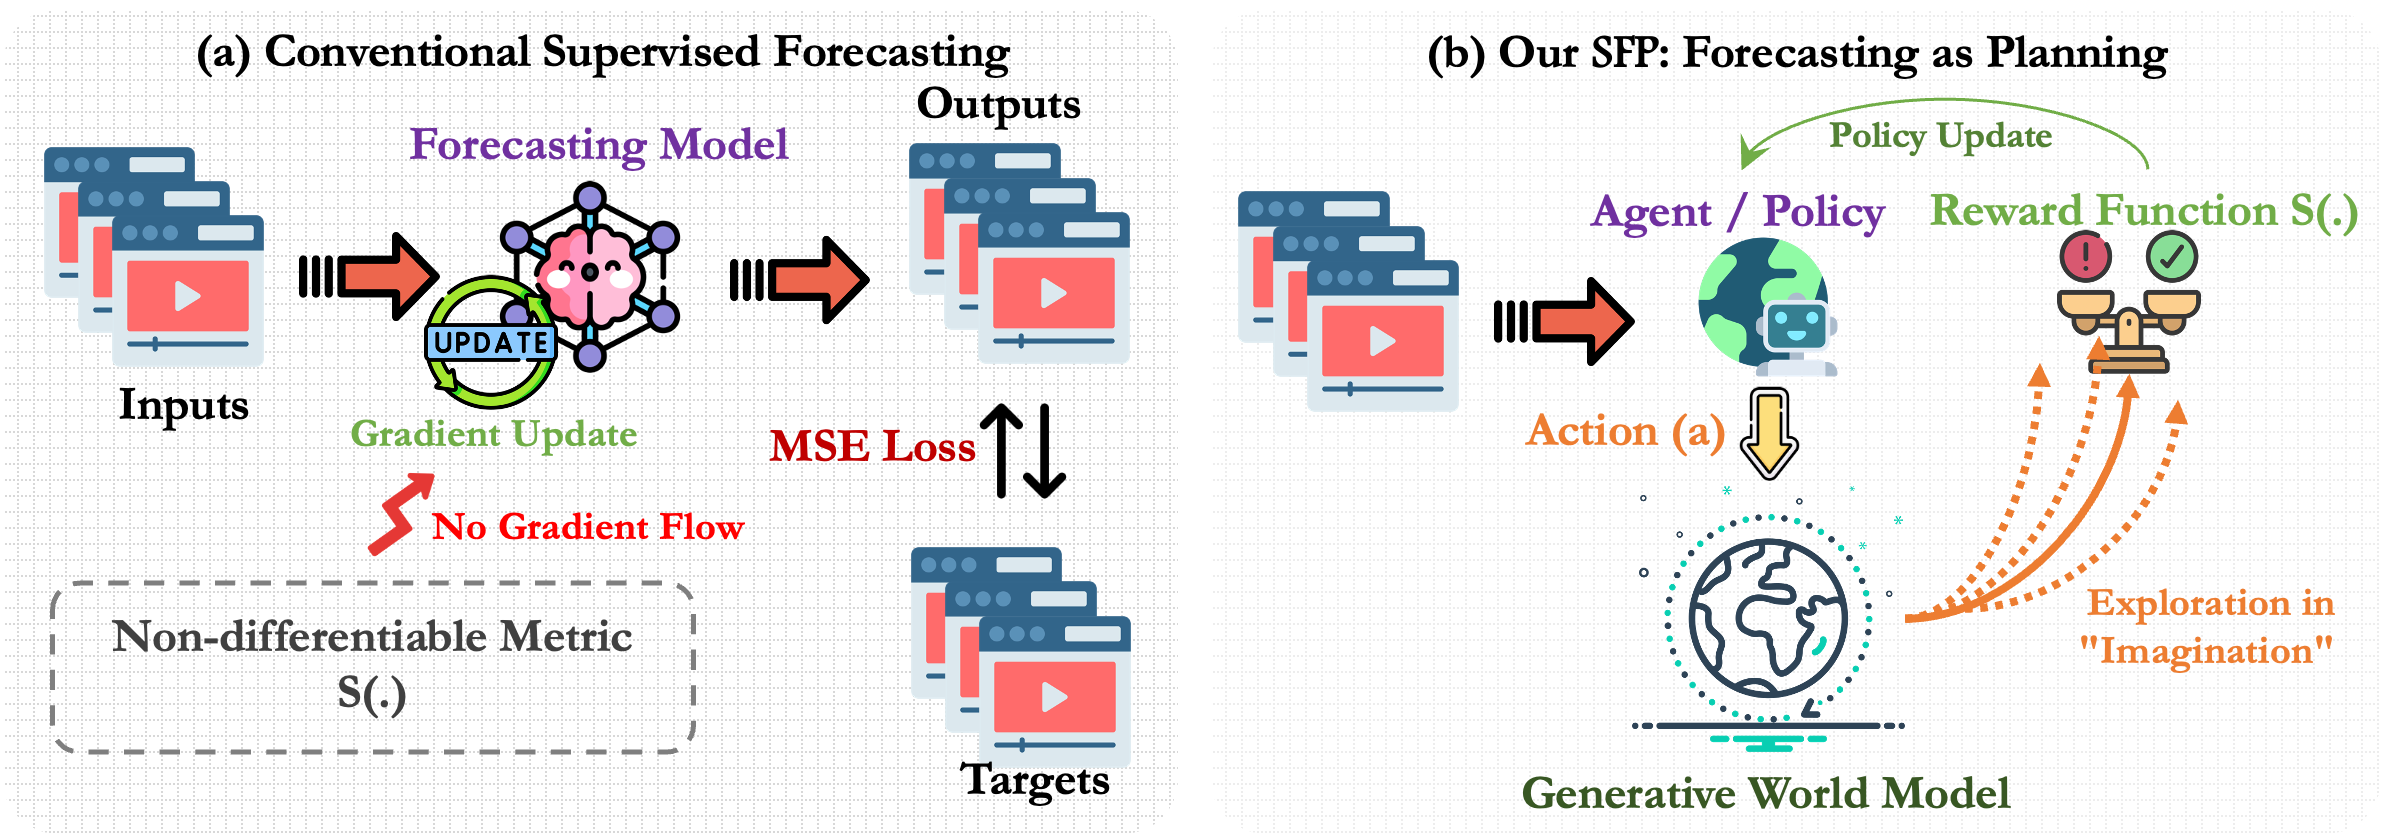 (a) Conventional Supervised Forecasting
Outputs
Forecasting Model
UPDATE
Inputs
Gradient Update
MSE Loss
No Gradient Flow
Non-differentiable Metric
S(.)
Targets
(b) Our SFP: Forecasting as Planning
Policy Update
Agent / Policy
Reward Function S(.)
Action (a)
Exploration in
"Imagination"
Generative World Model